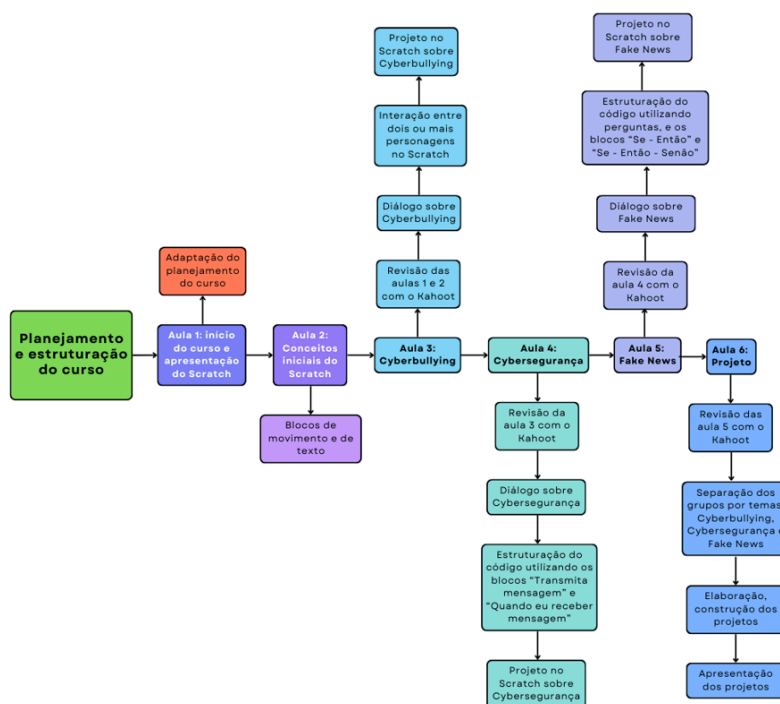 Planejamento
e estruturação
do curso
Adaptação do
planejamento
do curso
Aula 1: início
do curso e
apresentação
do Scratch
Aula 2:
Conceitos
iniciais do
Scratch
Blocos de
movimento e de
texto
Projeto no
Scratch sobre
Cyberbullying
Interação entre
dois ou mais
personagens
no Scratch
Diálogo sobre
Cyberbullying
Revisão das
aulas 1 e 2
com o Kahoot
Aula 3:
Cyberbullying
Aula 4:
Cybersegurança
Revisão da
aula 3 com o
Kahoot
Diálogo sobre
Cybersegurança
Estruturação do
código utilizando os
blocos “Transmita
mensagem” e
“Quando eu receber
mensagem”
Projeto no
Scratch sobre
Cybersegurança
Projeto no
Scratch sobre
Fake News
Estruturação do
código utilizando
perguntas, e os
blocos “Se - Então” e
“Se - Então - Senão”
Diálogo sobre
Fake News
Revisão da
aula 4 com o
Kahoot
Aula 5:
Fake News
Aula 6:
Projeto
Revisão das
aula 5 com o
Kahoot
Separação dos
grupos por temas
Cyberbullying,
Cybersegurança e
Fake News
Elaboração,
construção dos
projetos
Apresentação
dos projetos